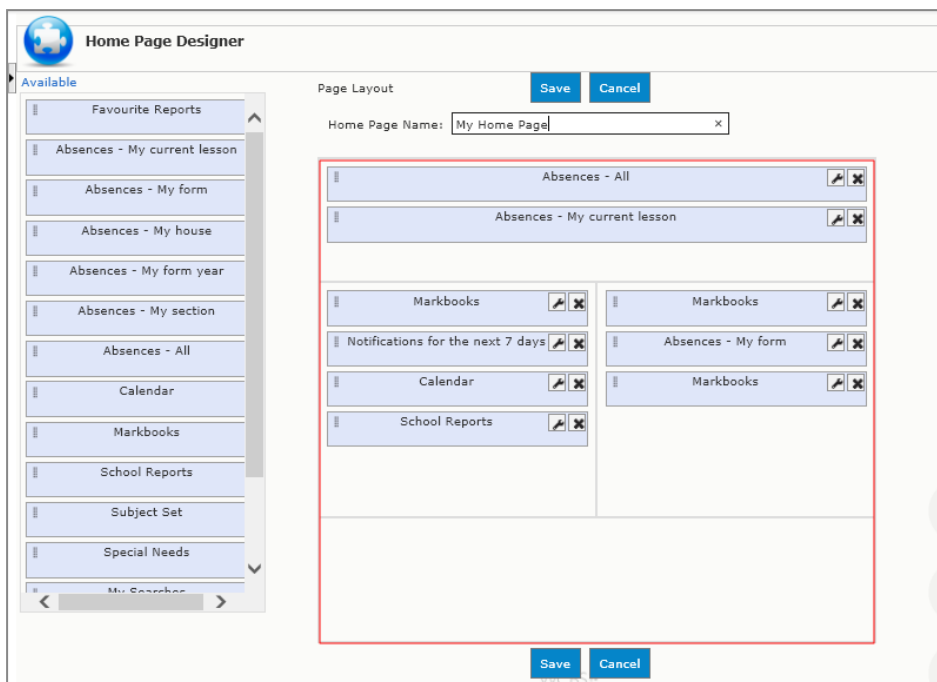 Home Page Designer
Available
Favourite Reports
Absences - My current lesson
Absences - My form
Absences - My house
Absences - My form year
Absences - My section
Absences - All
Calendar
Markbooks
School Reports
Subject Set
Special Needs
My Searches
Page Layout
Save Cancel
Home Page Name: My Home Page
Absences - All
Absences - My current lesson
Markbooks
Notifications for the next 7 days
Calendar
School Reports
Markbooks
Absences - My form
Markbooks
Save Cancel